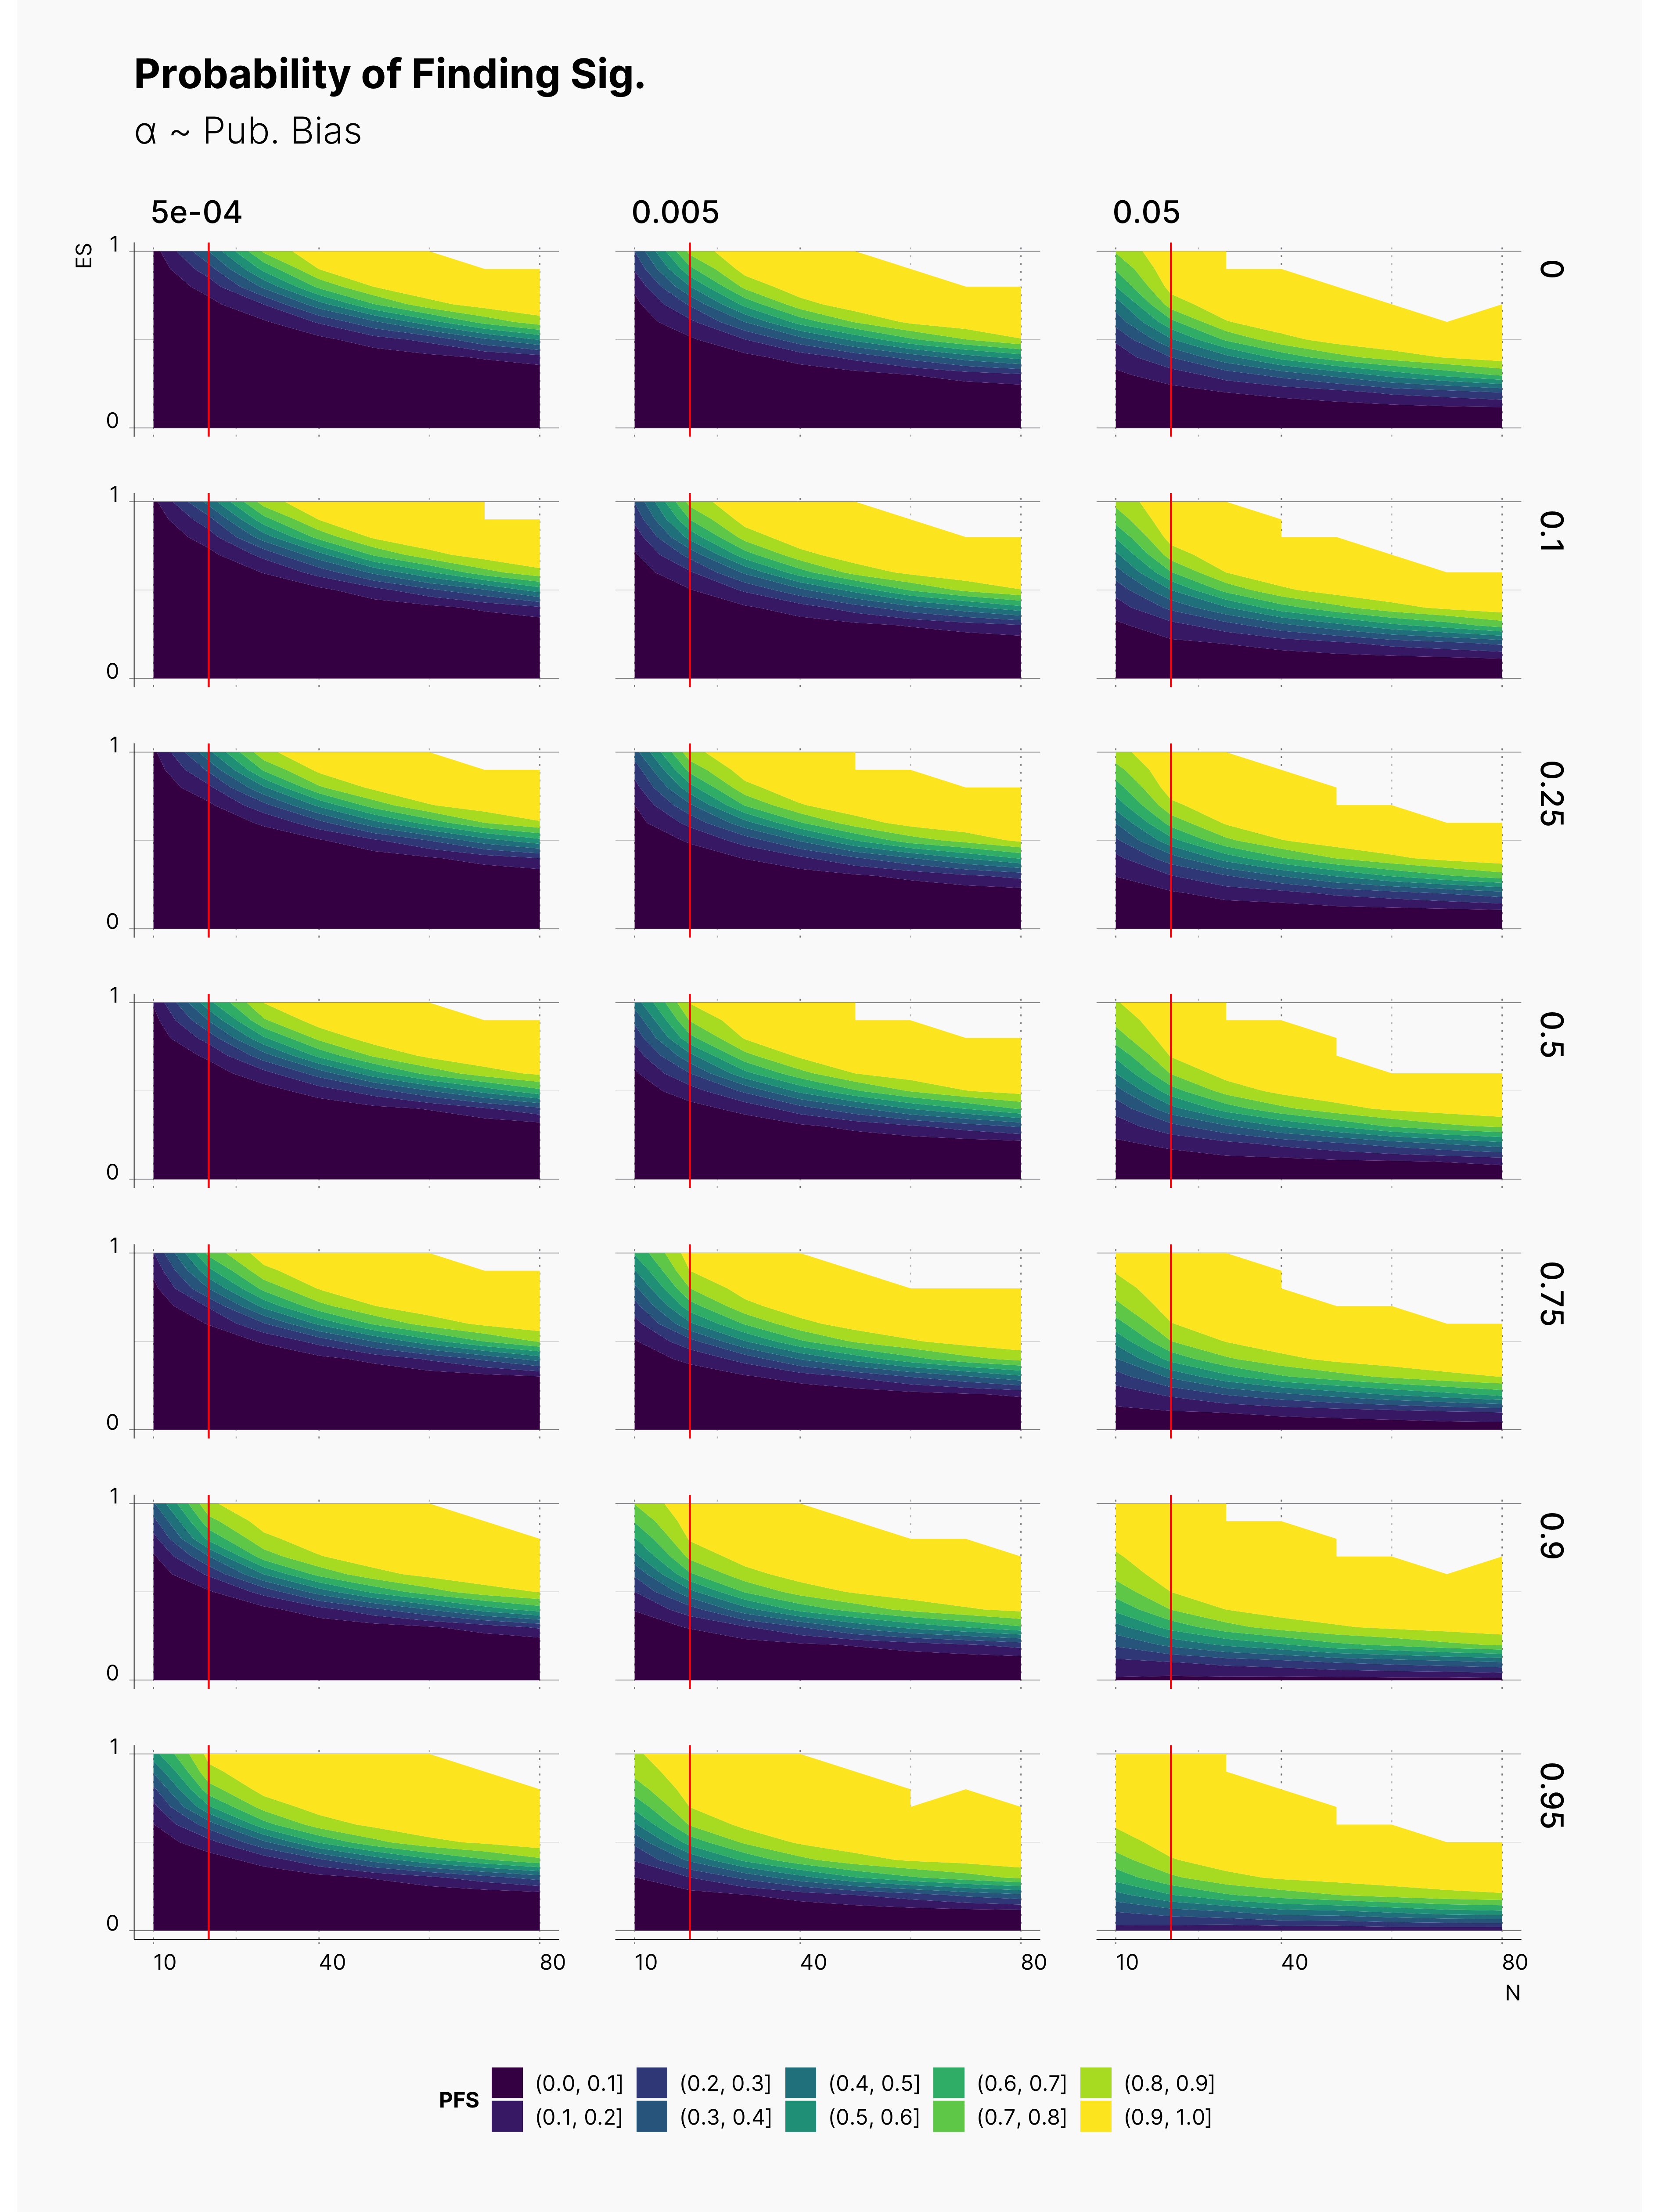 Probability of Finding Sig.
α ~ Pub. Bias
5e-04 0.005 0.05
ES
1
0
0
1
0
0.1
1
0
0.25
1
0
0.5
1
0
0.75
1
0
0.9
1
0
0.95
10 40 80 10 40 80 10 40 80
N
PFS
(0.0, 0.1] (0.2, 0.3] (0.4, 0.5] (0.6, 0.7] (0.8, 0.9]
(0.1, 0.2] (0.3, 0.4] (0.5, 0.6] (0.7, 0.8] (0.9, 1.0]